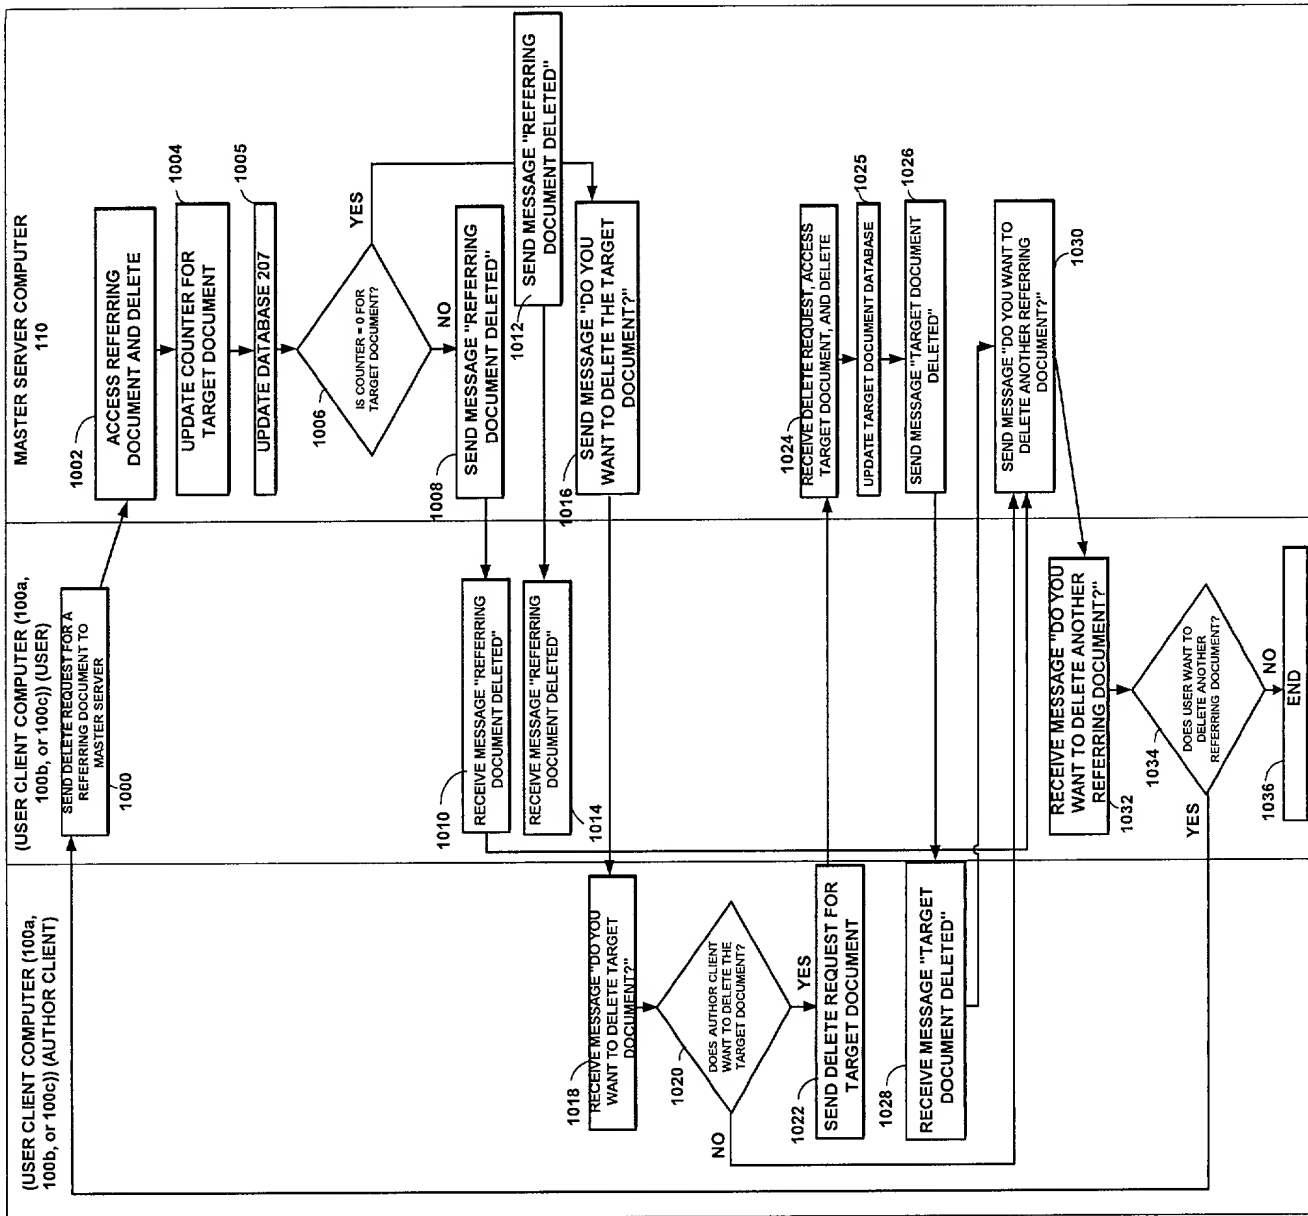 (USER CLIENT COMPUTER (100a,
100b, or 100c)) (AUTHOR CLIENT)
(USER CLIENT COMPUTER (100a,
100b, or 100c)) (USER)
MASTER SERVER COMPUTER
110
SEND DELETE REQUEST FOR A
REFERRING DOCUMENT TO
MASTER SERVER
1000
1002
ACCESS REFERRING
DOCUMENT AND DELETE
1004
UPDATE COUNTER FOR
TARGET DOCUMENT
1005
UPDATE DATABASE 207
1006
IS COUNTER = 0 FOR
TARGET DOCUMENT?
YES
NO
1008
SEND MESSAGE "REFERRING
DOCUMENT DELETED"
1010
RECEIVE MESSAGE "REFERRING
DOCUMENT DELETED"
1012
SEND MESSAGE "REFERRING
DOCUMENT DELETED"
1014
RECEIVE MESSAGE "REFERRING
DOCUMENT DELETED"
1016
SEND MESSAGE "DO YOU
WANT TO DELETE THE TARGET
DOCUMENT?"
1018
RECEIVE MESSAGE "DO YOU
WANT TO DELETE TARGET
DOCUMENT?"
1020
DOES AUTHOR CLIENT
WANT TO DELETE THE
TARGET DOCUMENT?
NO
YES
1022
SEND DELETE REQUEST FOR
TARGET DOCUMENT
1024
RECEIVE DELETE REQUEST, ACCESS
TARGET DOCUMENT, AND DELETE
1025
UPDATE TARGET DOCUMENT DATABASE
1026
SEND MESSAGE "TARGET DOCUMENT
DELETED"
1028
RECEIVE MESSAGE "TARGET
DOCUMENT DELETED"
1030
SEND MESSAGE "DO YOU WANT TO
DELETE ANOTHER REFERRING
DOCUMENT?"
1032
RECEIVE MESSAGE "DO YOU
WANT TO DELETE ANOTHER
REFERRING DOCUMENT?"
1034
DOES USER WANT TO
DELETE ANOTHER
REFERRING DOCUMENT?
YES
NO
1036
END